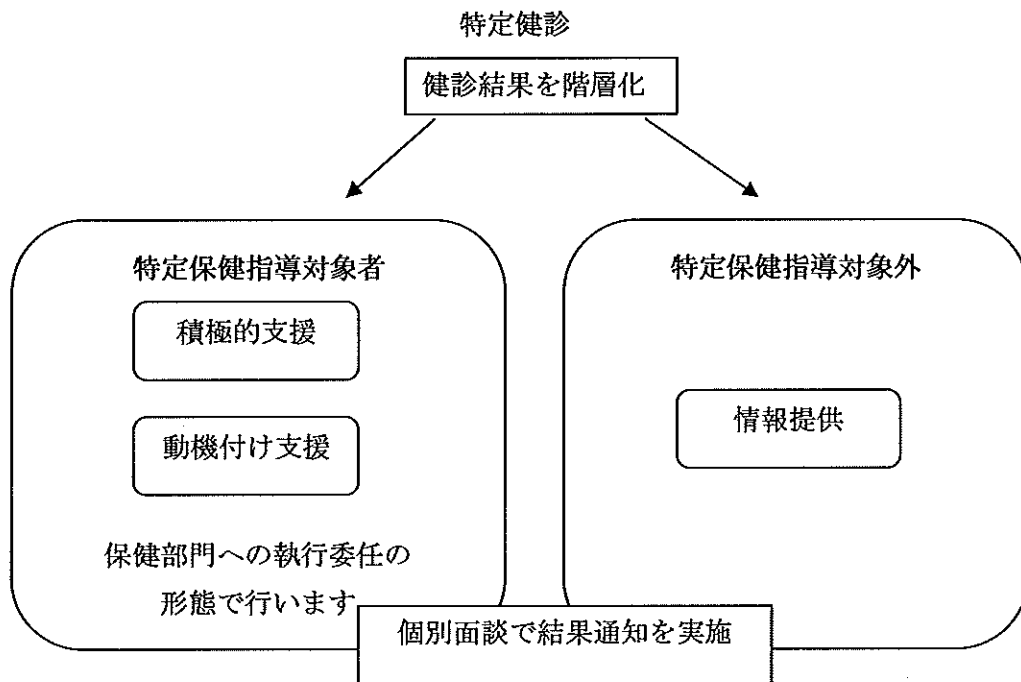 特定健診
健診結果を階層化
特定保健指導対象者
積極的支援
動機付け支援
保健部門への執行委任の
形態で行います
特定保健指導対象外
情報提供
個別面談で結果通知を実施